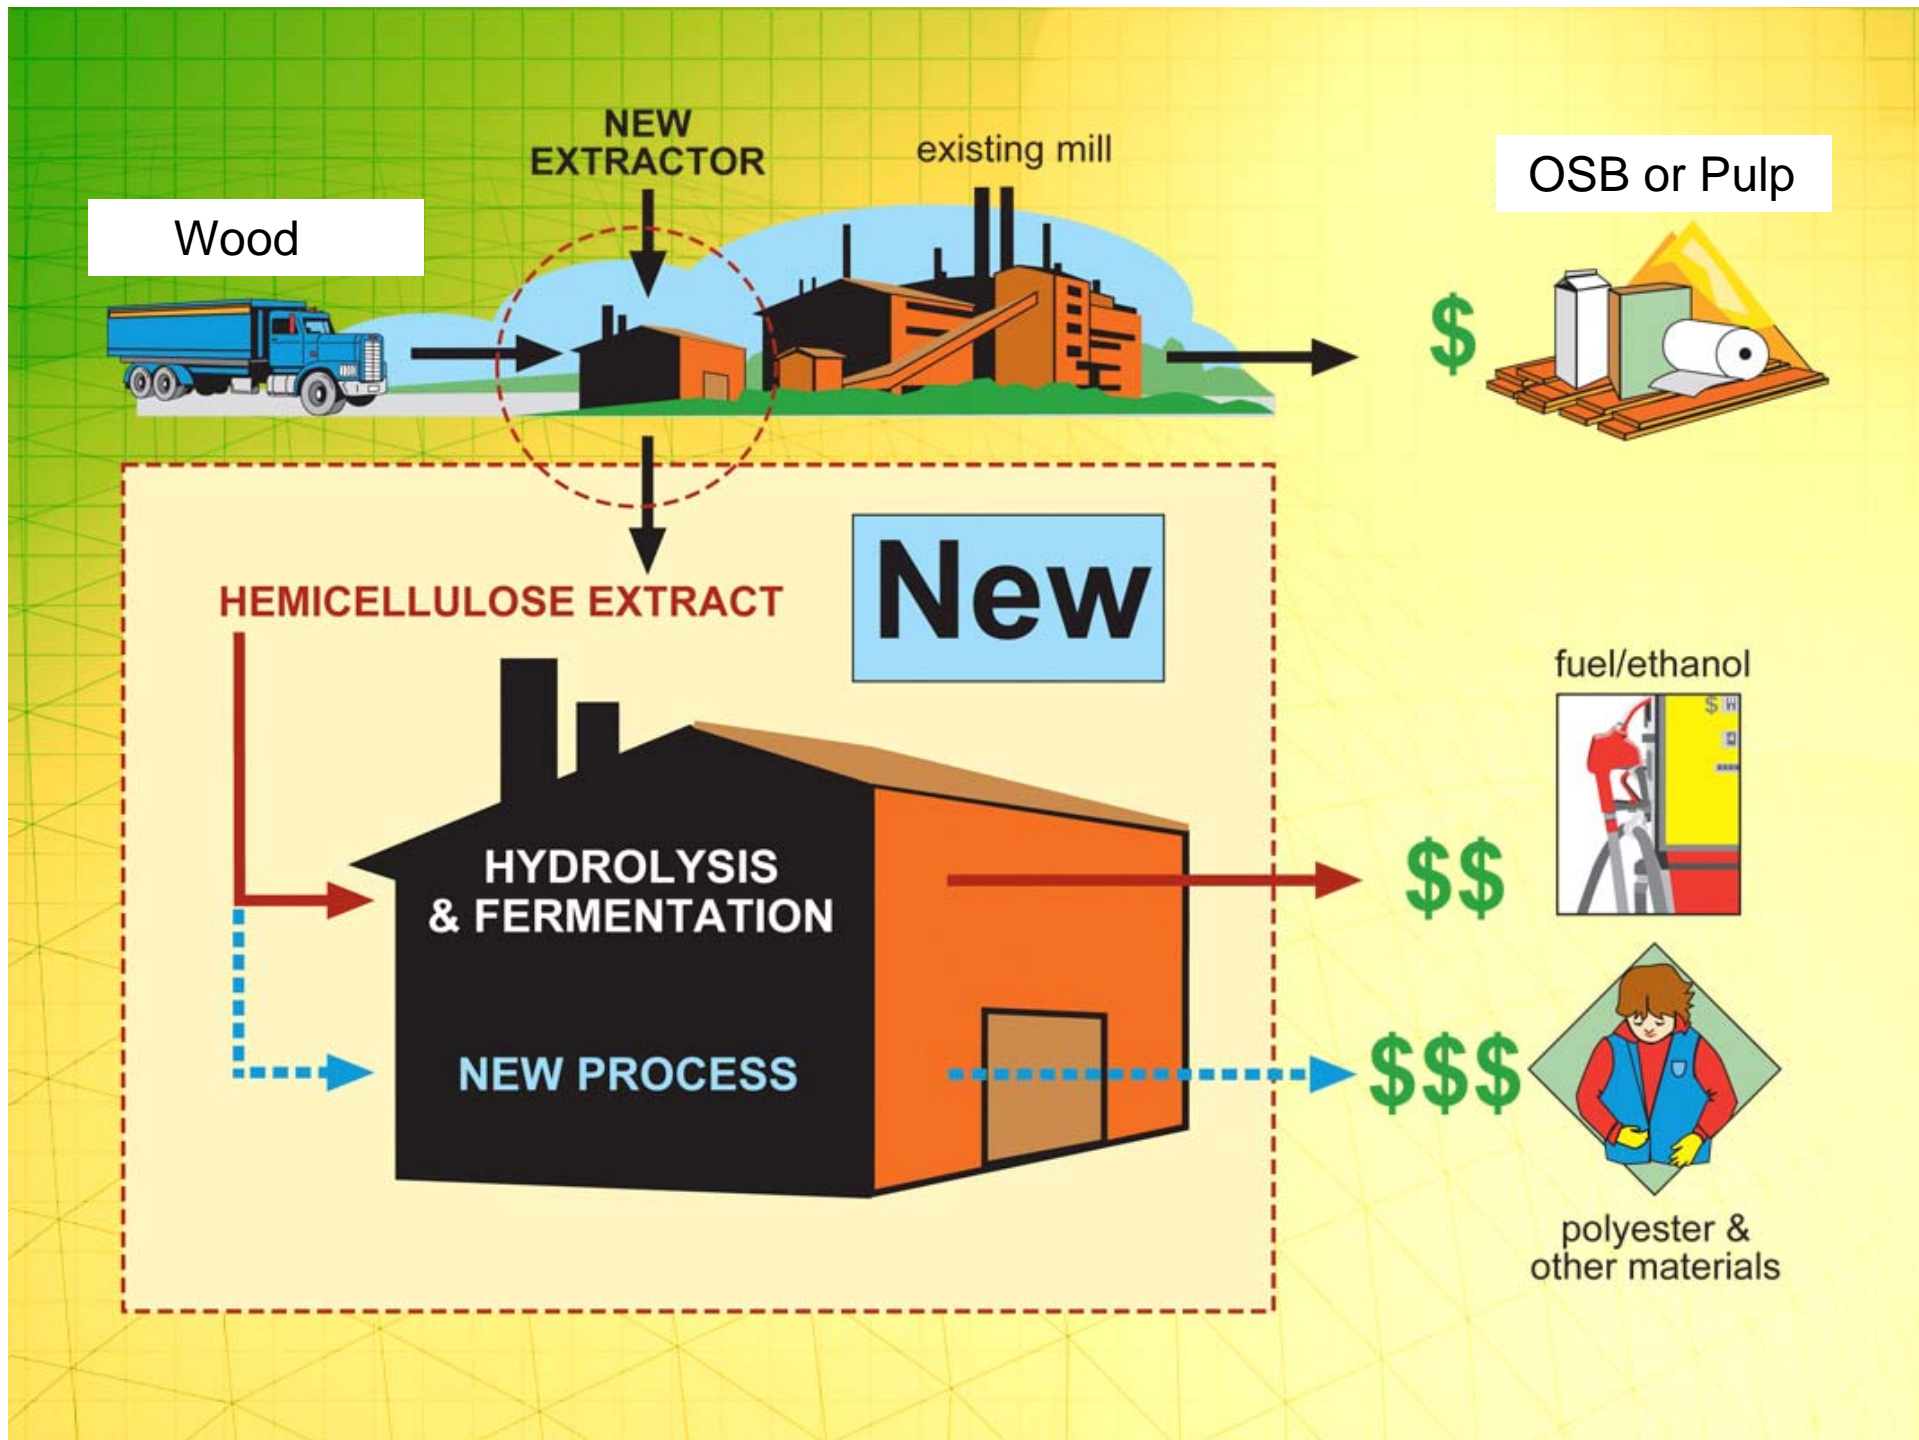 NEW
EXTRACTOR
existing mill
OSB or Pulp
Wood
$
HEMICELLULOSE EXTRACT
New
fuel/ethanol
$
HYDROLYSIS
& FERMENTATION
$$
NEW PROCESS
$$$
polyester &
other materials